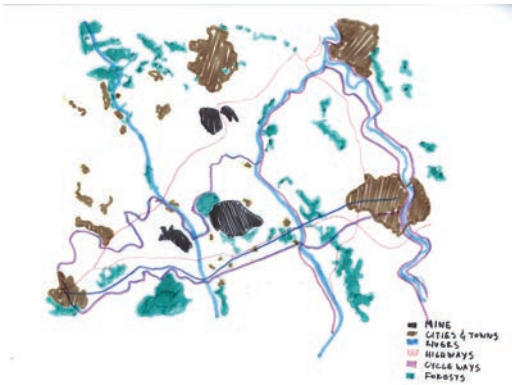 MINE
CITIES & TOWNS
RIVERS
HIGHWAYS
CYCLE WAYS
FORESTS